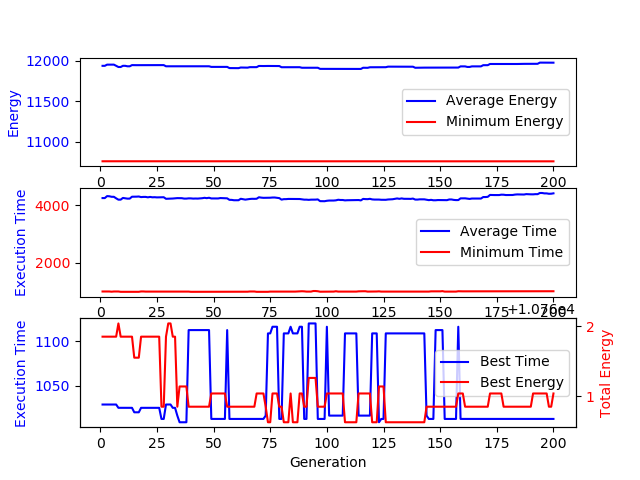 12000
11500
11000
Energy
Average Energy
Minimum Energy
0 25 50 75 100 125 150 175 200
4000
2000
Execution Time
Average Time
Minimum Time
0 25 50 75 100 125 150 175 200
+1.076e4
1100
1050
Execution Time
Best Time
Best Energy
2
1
Total Energy
0 25 50 75 100 125 150 175 200
Generation